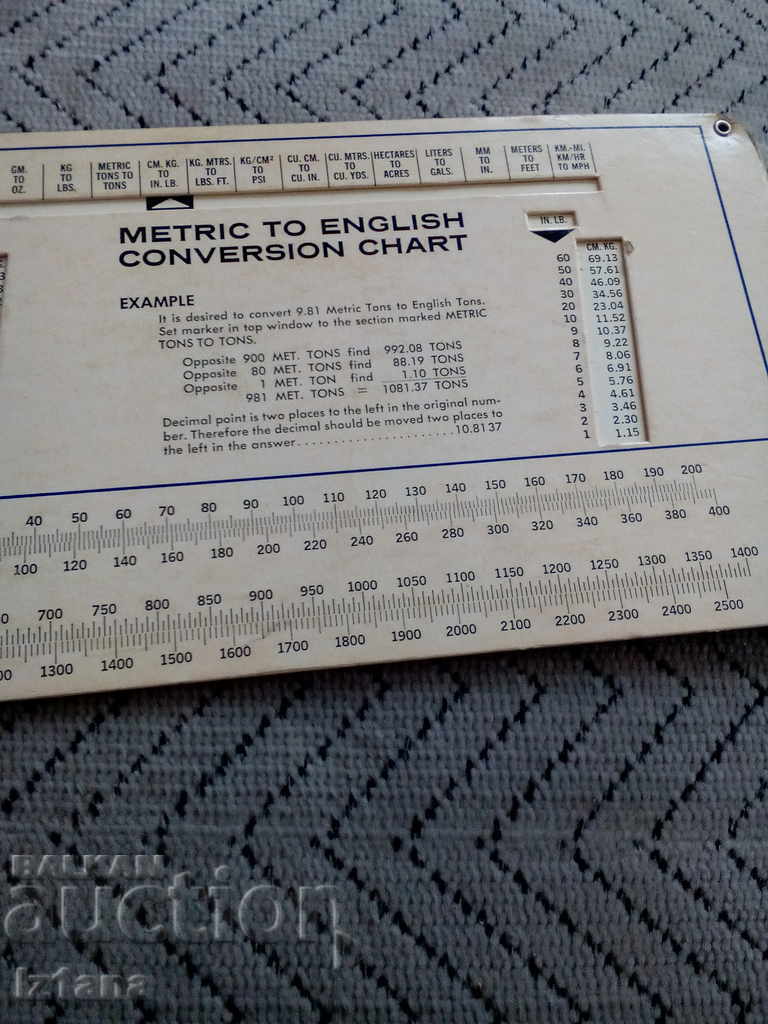 GM. TO OZ.
KG TO LBS.
METRIC TONS TO TONS
CM. KG. TO IN. LB.
KG. MTRS. TO LBS. FT.
KG/CM² TO PSI
CU. CM. TO CU. IN.
CU. MTRS. TO CU. YDS.
HECTARES TO ACRES
LITERS TO GALS.
MM TO IN.
METERS TO FEET
KM.-MI. KM/HR TO MPH
METRIC TO ENGLISH
CONVERSION CHART
EXAMPLE
It is desired to convert 9.81 Metric Tons to English Tons.
Set marker in top window to the section marked METRIC
TONS TO TONS.
Opposite 900 MET. TONS find 992.08 TONS
Opposite 80 MET. TONS find 88.19 TONS
Opposite 1 MET. TON find 1.10 TONS
981 MET. TONS = 1081.37 TONS
Decimal point is two places to the left in the original num-
ber. Therefore the decimal should be moved two places to
the left in the answer.......................10.8137
IN. LB. CM. KG.
60 69.13
50 57.61
40 46.09
30 34.56
20 23.04
10 11.52
9 10.37
8 9.22
7 8.06
6 6.91
5 5.76
4 4.61
3 3.46
2 2.30
1 1.15
40 50 60 70 80 90 100 110 120 130 140 150 160 170 180 190 200
100 120 140 160 180 200 220 240 260 280 300 320 340 360 380 400
700 750 800 850 900 950 1000 1050 1100 1150 1200 1250 1300 1350 1400
1300 1400 1500 1600 1700 1800 1900 2000 2100 2200 2300 2400 2500
BALKAN
auction
Iztana